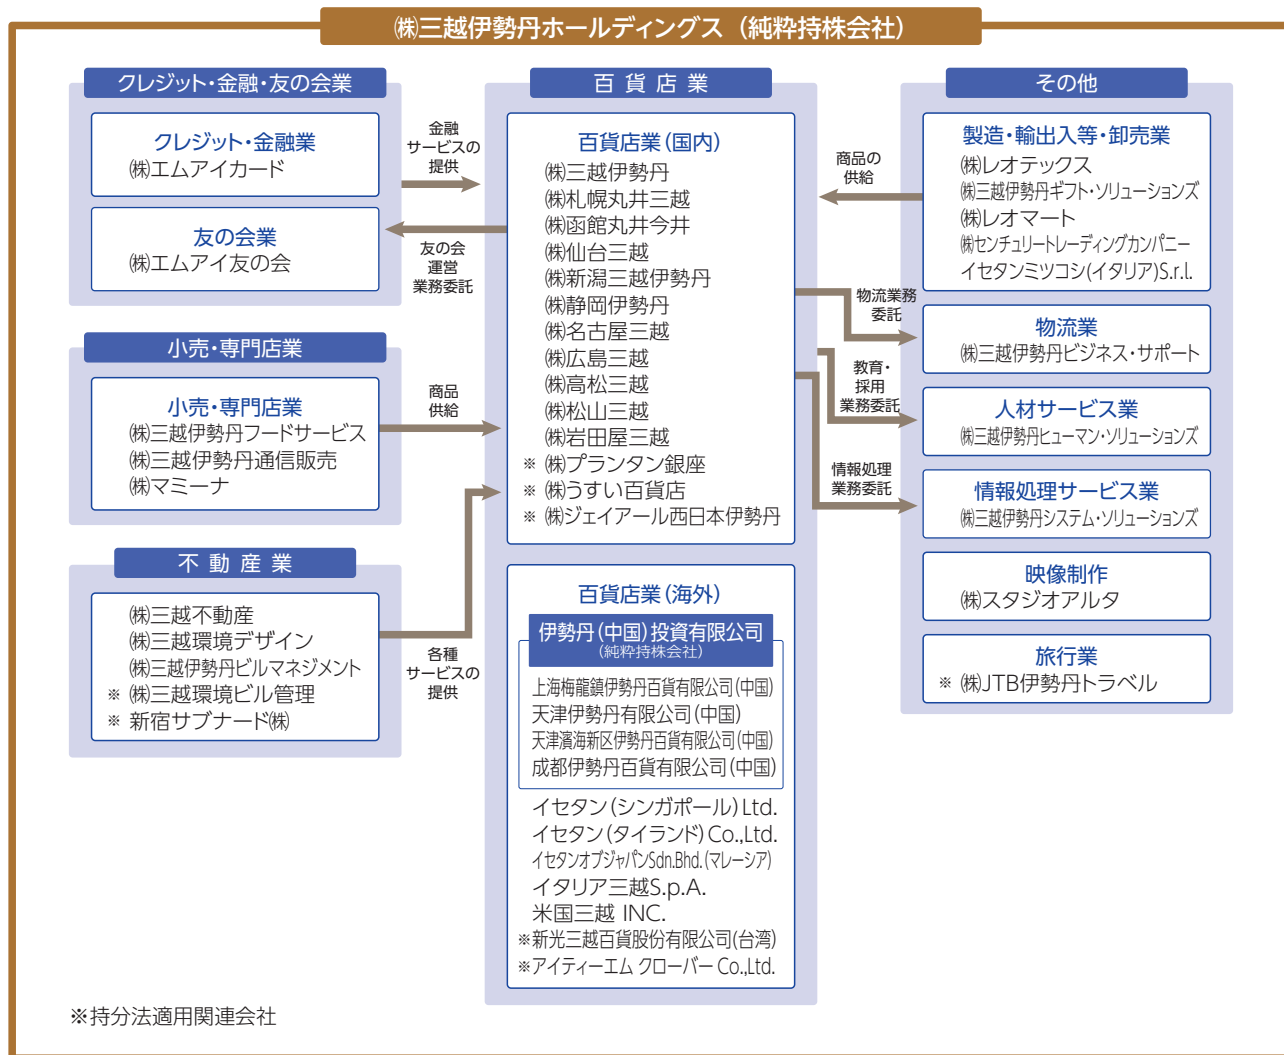 ㈱三越伊勢丹ホールディングス（純粋持株会社）
クレジット・金融・友の会業
クレジット・金融業
㈱エムアイカード
友の会業
㈱エムアイ友の会
金融
サービスの
提供
友の会
運営
業務委託
小売・専門店業
小売・専門店業
㈱三越伊勢丹フードサービス
㈱三越伊勢丹通信販売
㈱マミーナ
商品
供給
不動産業
㈱三越不動産
㈱三越環境デザイン
㈱三越伊勢丹ビルマネジメント
※ ㈱三越環境ビル管理
※ 新宿サブナード㈱
各種
サービスの
提供
百貨店業
百貨店業（国内）
㈱三越伊勢丹
㈱札幌丸井三越
㈱函館丸井今井
㈱仙台三越
㈱新潟三越伊勢丹
㈱静岡伊勢丹
㈱名古屋三越
㈱広島三越
㈱高松三越
㈱松山三越
㈱岩田屋三越
※ ㈱プランタン銀座
※ ㈱うすい百貨店
※ ㈱ジェイアール西日本伊勢丹
百貨店業（海外）
伊勢丹（中国）投資有限公司
（純粋持株会社）
上海梅龍鎮伊勢丹百貨有限公司（中国）
天津伊勢丹有限公司（中国）
天津濱海新区伊勢丹百貨有限公司（中国）
成都伊勢丹百貨有限公司（中国）
イセタン（シンガポール）Ltd.
イセタン（タイランド）Co.,Ltd.
イセタンオブジャパンSdn.Bhd.（マレーシア）
イタリア三越S.p.A.
米国三越 INC.
※新光三越百貨股份有限公司(台湾)
※アイティーエム クローバー Co.,Ltd.
商品の
供給
物流業務
委託
教育・
採用
業務委託
情報処理
業務委託
その他
製造・輸出入等・卸売業
㈱レオテックス
㈱三越伊勢丹ギフト・ソリューションズ
㈱レオマート
㈱センチュリートレーディングカンパニー
イセタンミツコシ(イタリア)S.r.l.
物流業
㈱三越伊勢丹ビジネス・サポート
人材サービス業
㈱三越伊勢丹ヒューマン・ソリューションズ
情報処理サービス業
㈱三越伊勢丹システム・ソリューションズ
映像制作
㈱スタジオアルタ
旅行業
※ ㈱JTB伊勢丹トラベル
※持分法適用関連会社